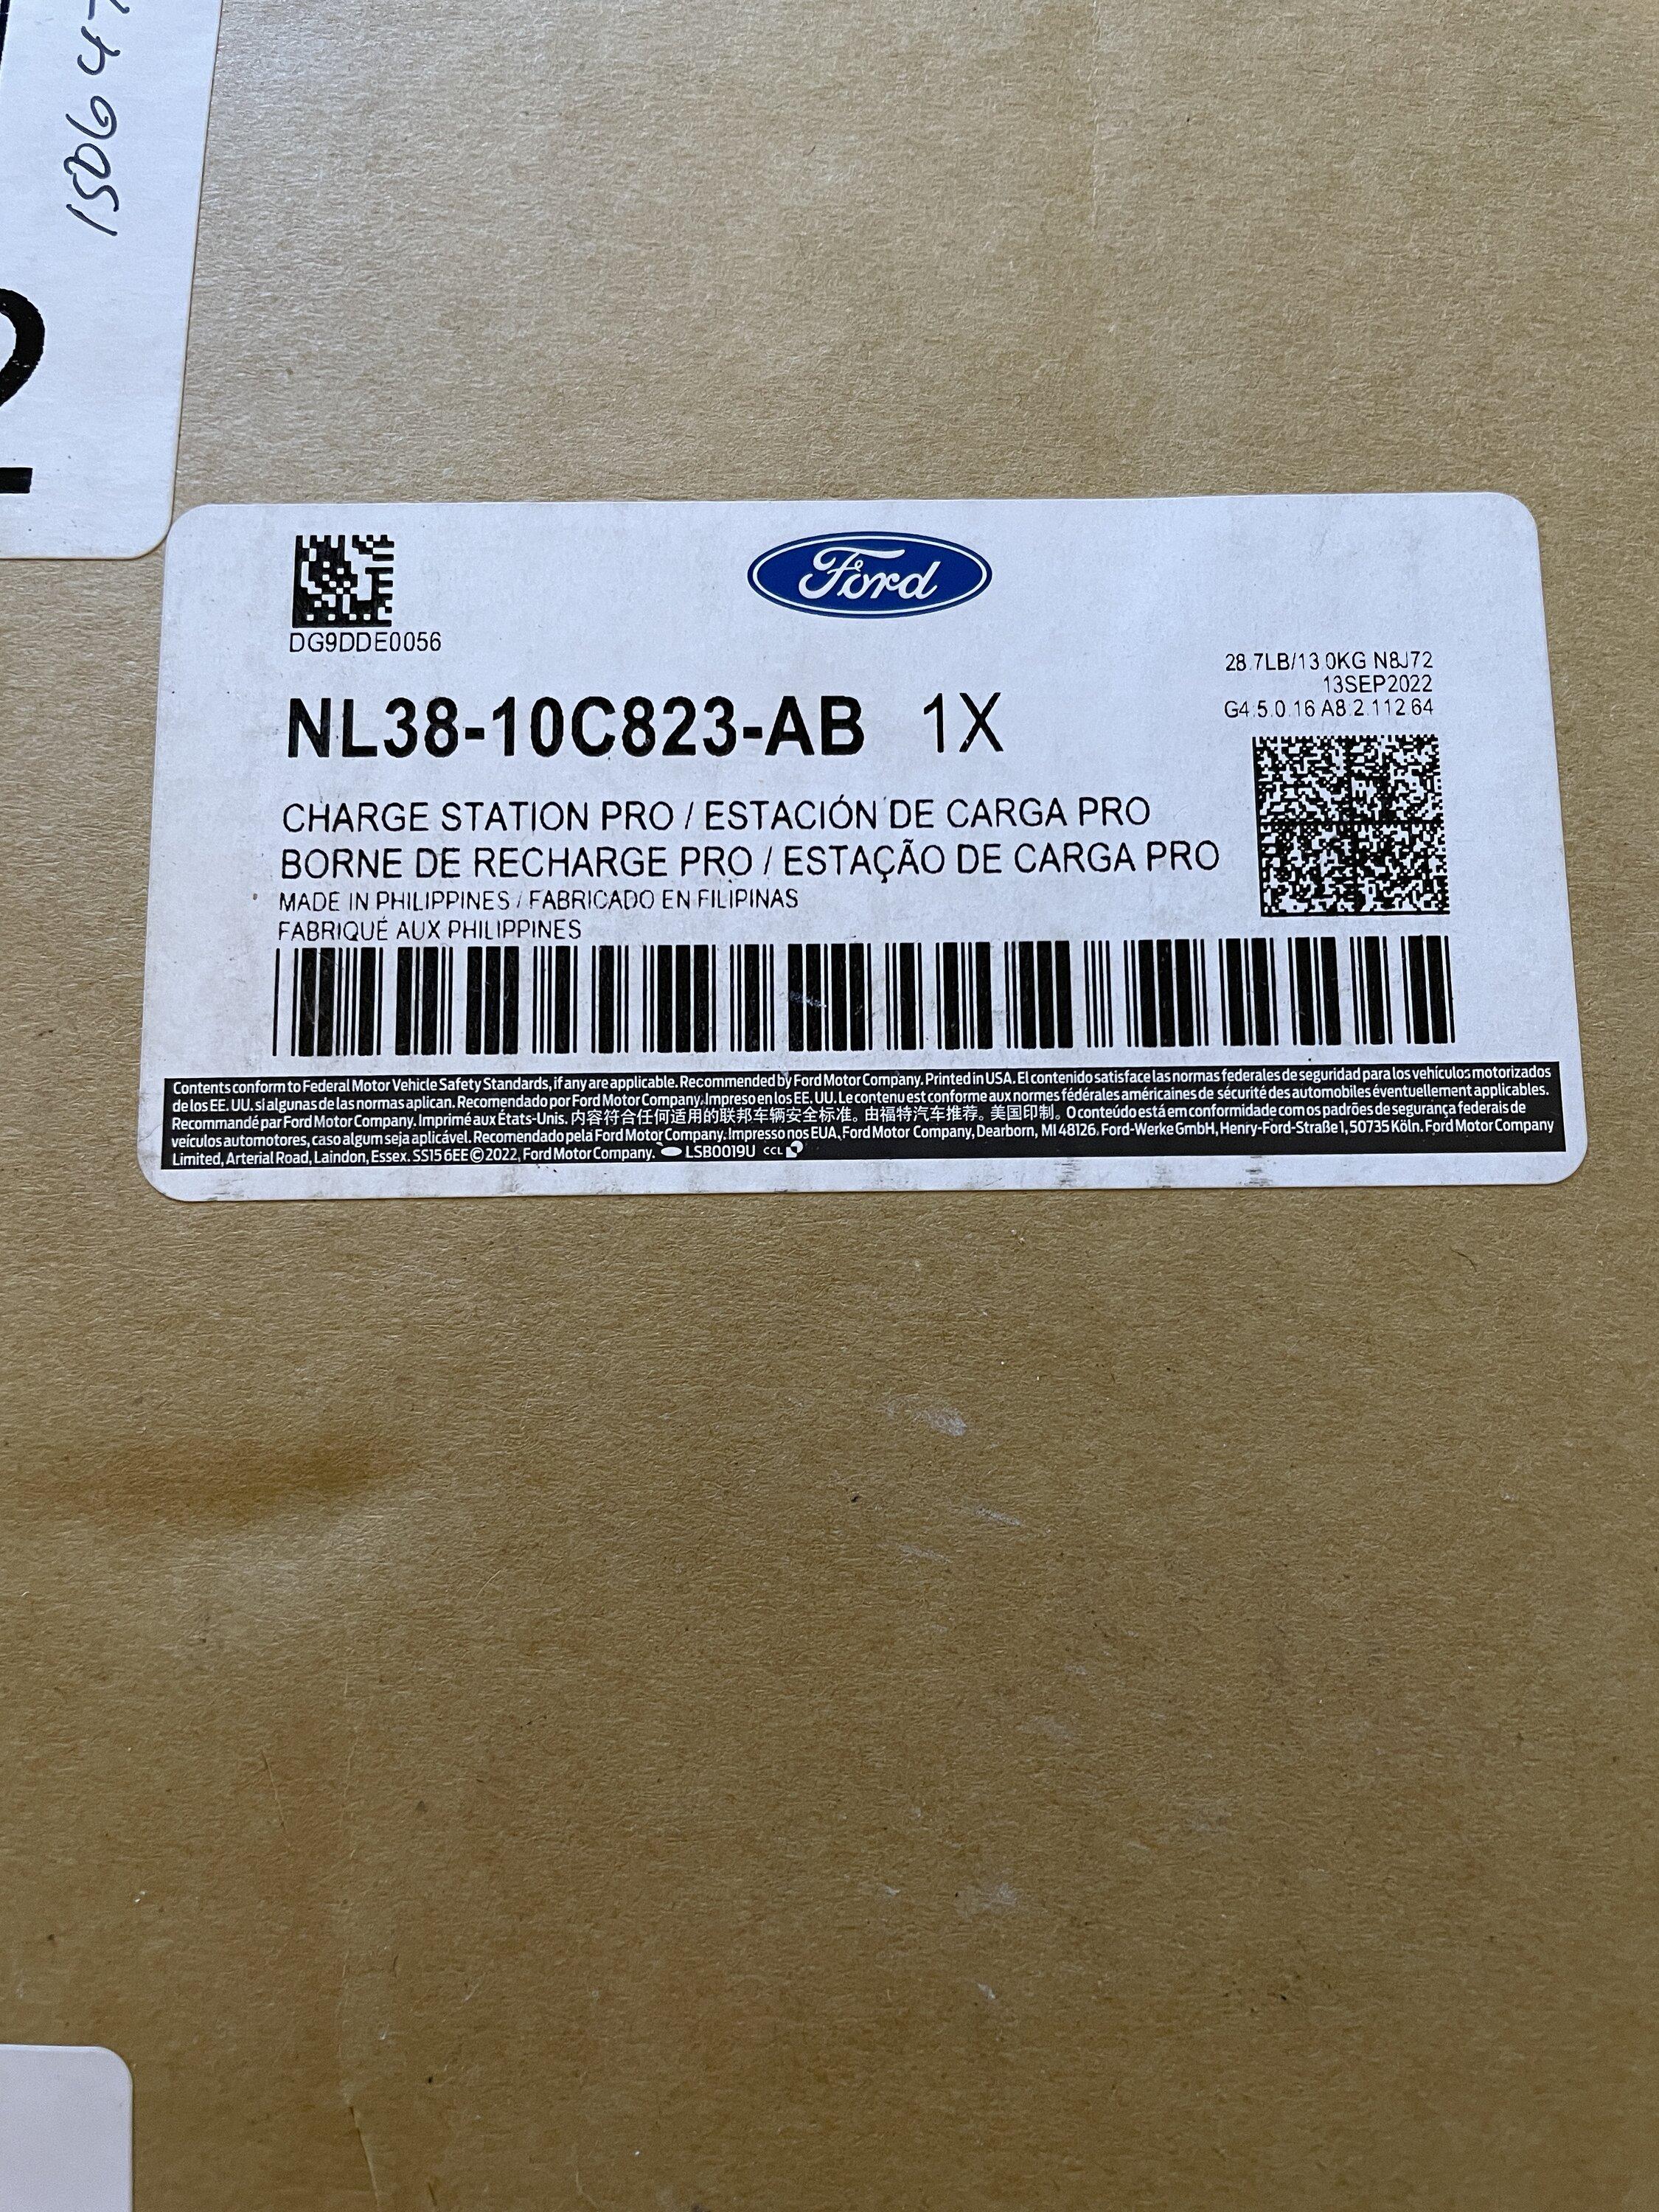 150647
2
Ford
DG9DDE0056
28.7LB/13.0KG N8J72
13SEP2022
G4.5.0.16 A8.2.112.64
NL38-10C823-AB 1X
CHARGE STATION PRO / ESTACIÓN DE CARGA PRO
BORNE DE RECHARGE PRO / ESTAÇÃO DE CARGA PRO
MADE IN PHILIPPINES / FABRICADO EN FILIPINAS
FABRIQUÉ AUX PHILIPPINES
Contents conform to Federal Motor Vehicle Safety Standards, if any are applicable. Recommended by Ford Motor Company. Printed in USA. El contenido satisface las normas federales de seguridad para los vehículos motorizados
de los EE. UU. si algunas de las normas aplican. Recomendado por Ford Motor Company. Impreso en los EE. UU. Le contenu est conforme aux normes fédérales américaines de sécurité des automobiles éventuellement applicables.
Recommandé par Ford Motor Company. Imprimé aux États-Unis. 内容符合任何适用的联邦车辆安全标准。由福特汽车推荐。美国印制。O conteúdo está em conformidade com os padrões de segurança federais de
veículos automotores, caso algum seja aplicável. Recomendado pela Ford Motor Company. Impresso nos EUA. Ford Motor Company, Dearborn, MI 48126. Ford-Werke GmbH, Henry-Ford-Straße 1, 50735 Köln. Ford Motor Company
Limited, Arterial Road, Laindon, Essex. SS15 6EE © 2022, Ford Motor Company. LSB0019U CCL